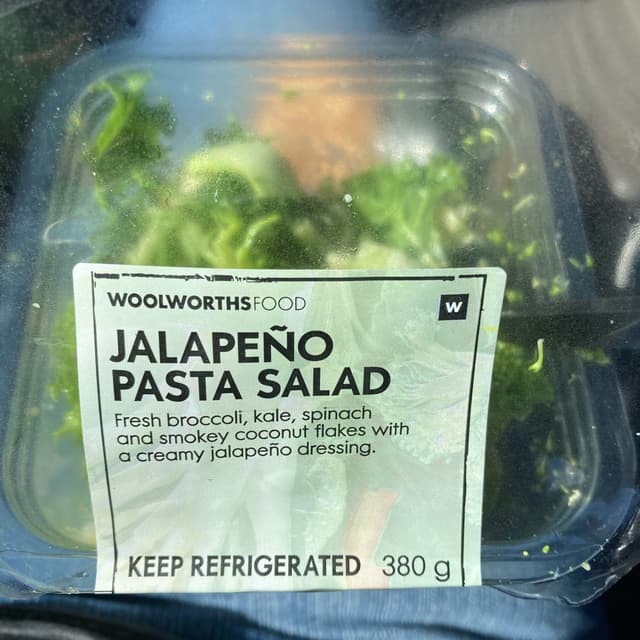 WOOLWORTHSFOOD
W
JALAPEÑO
PASTA SALAD
Fresh broccoli, kale, spinach
and smokey coconut flakes with
a creamy jalapeño dressing.
KEEP REFRIGERATED 380 g